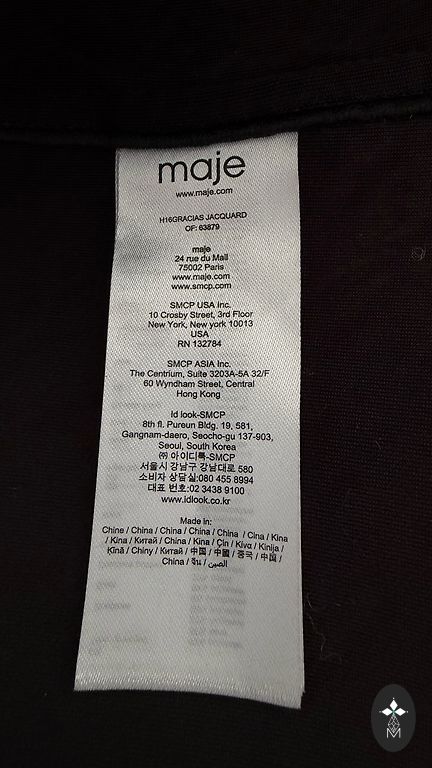 maje
www.maje.com
H16GRACIAS JACQUARD
OF: 63879
maje
24 rue du Mail
75002 Paris
www.maje.com
www.smcp.com
SMCP USA Inc.
10 Crosby Street, 3rd Floor
New York, New york 10013
USA
RN 132784
SMCP ASIA Inc.
The Centrium, Suite 3203A-5A 32/F
60 Wyndham Street, Central
Hong Kong
Id look-SMCP
8th fl. Pureun Bldg. 19, 581,
Gangnam-daero, Seocho-gu 137-903,
Seoul, South Korea
㈜ 아이디룩-SMCP
서울시 강남구 강남대로 580
소비자 상담실:080 455 8994
대표 번호:02 3438 9100
www.idlook.co.kr
Made in:
Chine / China / China / China / China / Cina / Kina
/ Kina / Китай / China / Kina / Çin / Κίνα / Kinija /
Ķīnā / Chiny / Китай / 中国 / 中國 / 중국 / 中国 /
China / จีน / الصين
M